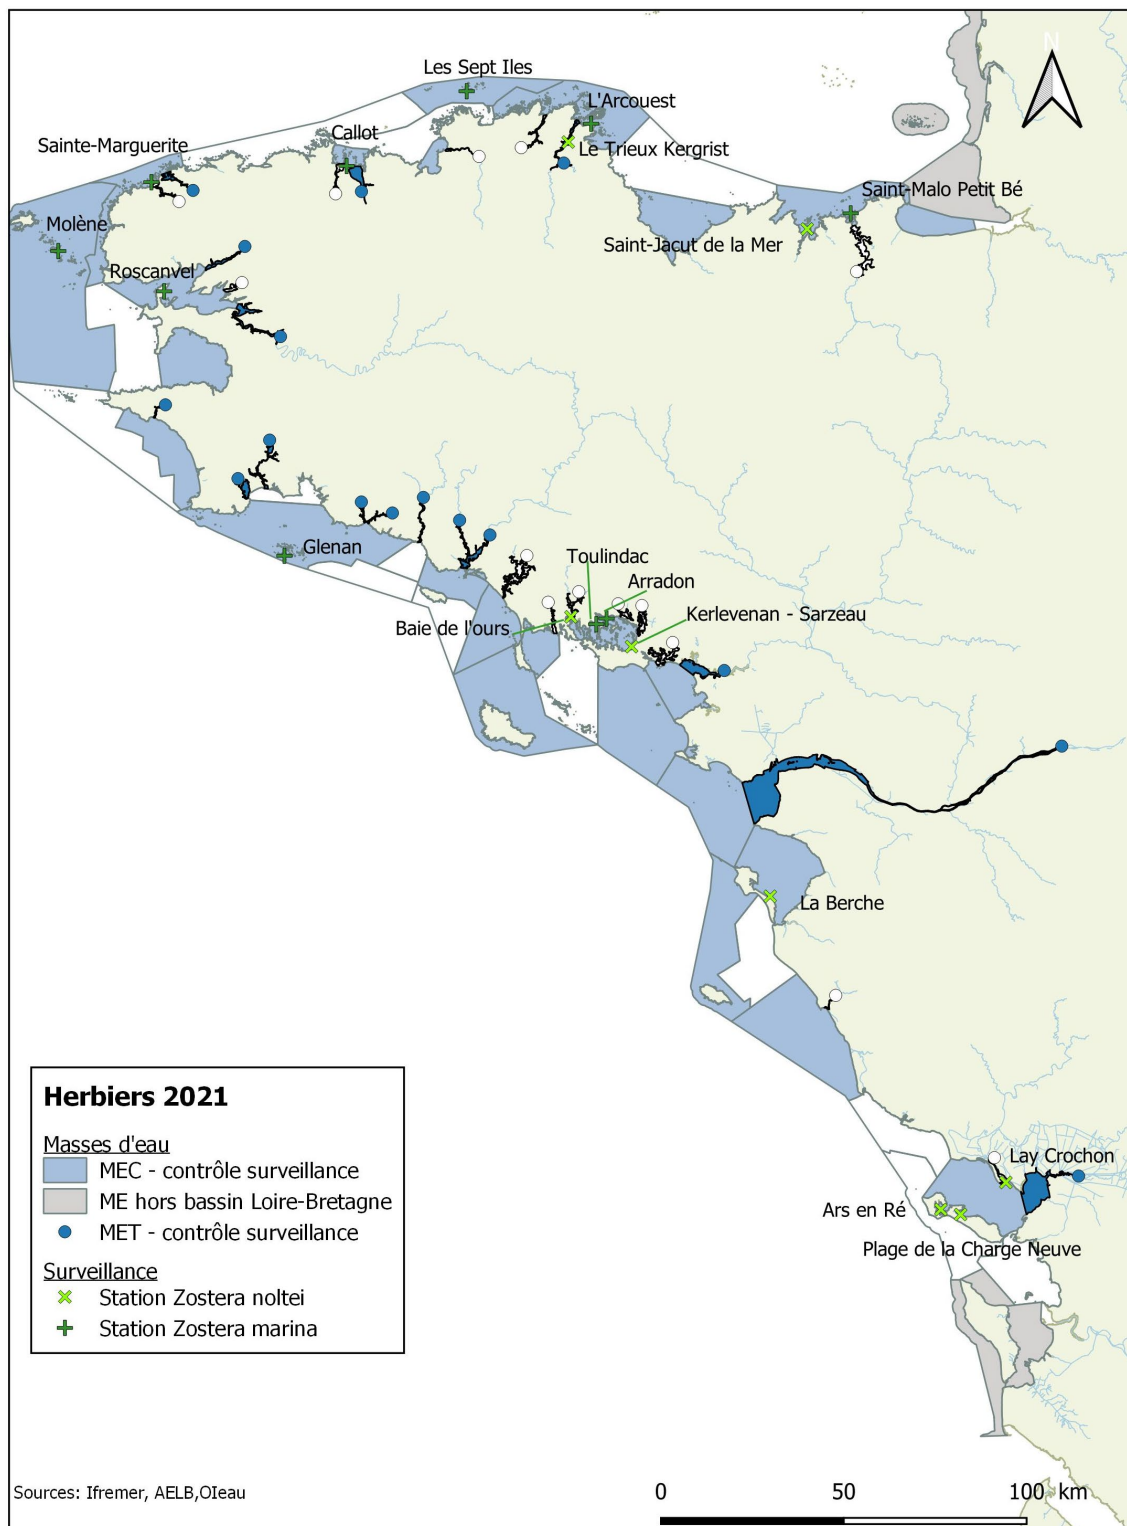 N
Les Sept Iles
L'Arcouest
Callot
Sainte-Marguerite
Le Trieux Kergrist
Saint-Malo Petit Bé
Molène
Saint-Jacut de la Mer
Roscanvel
Glenan
Toulindac
Arradon
Kerlevenan - Sarzeau
Baie de l'ours
La Berche
Herbiers 2021
Masses d'eau
MEC - contrôle surveillance
ME hors bassin Loire-Bretagne
MET - contrôle surveillance
Surveillance
Station Zostera noltei
Station Zostera marina
Lay Crochon
Ars en Ré
Plage de la Charge Neuve
Sources: Ifremer, AELB,OIeau
0 50 100 km